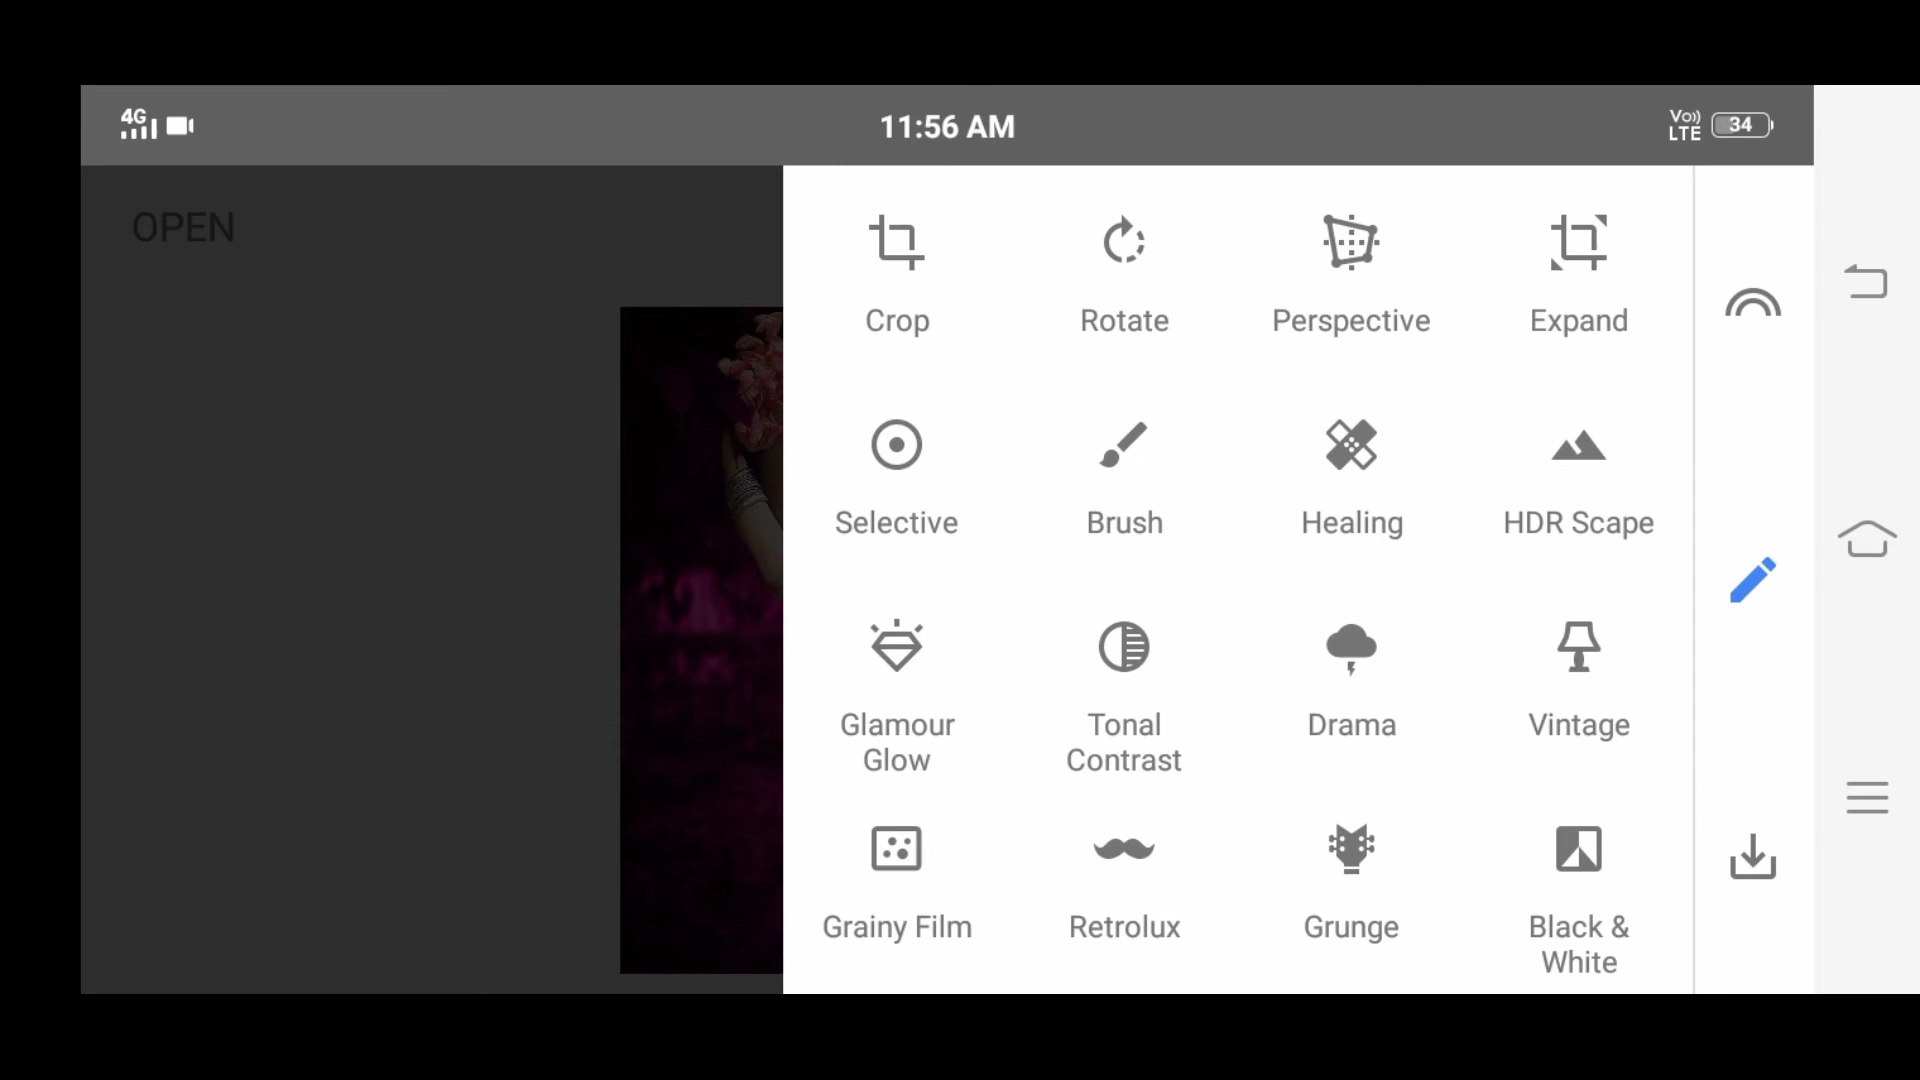 4G
11:56 AM
Vo))
LTE
34
OPEN
Crop
Rotate
Perspective
Expand
Selective
Brush
Healing
HDR Scape
Glamour
Glow
Tonal
Contrast
Drama
Vintage
Grainy Film
Retrolux
Grunge
Black &
White